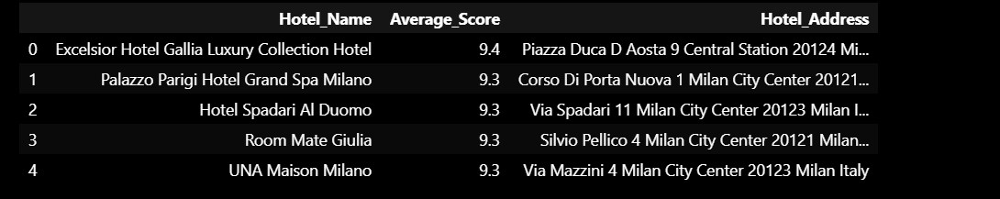 Hotel_Name Average_Score Hotel_Address
0 Excelsior Hotel Gallia Luxury Collection Hotel 9.4 Piazza Duca D Aosta 9 Central Station 20124 Mi...
1 Palazzo Parigi Hotel Grand Spa Milano 9.3 Corso Di Porta Nuova 1 Milan City Center 20121...
2 Hotel Spadari Al Duomo 9.3 Via Spadari 11 Milan City Center 20123 Milan I...
3 Room Mate Giulia 9.3 Silvio Pellico 4 Milan City Center 20121 Milan...
4 UNA Maison Milano 9.3 Via Mazzini 4 Milan City Center 20123 Milan Italy